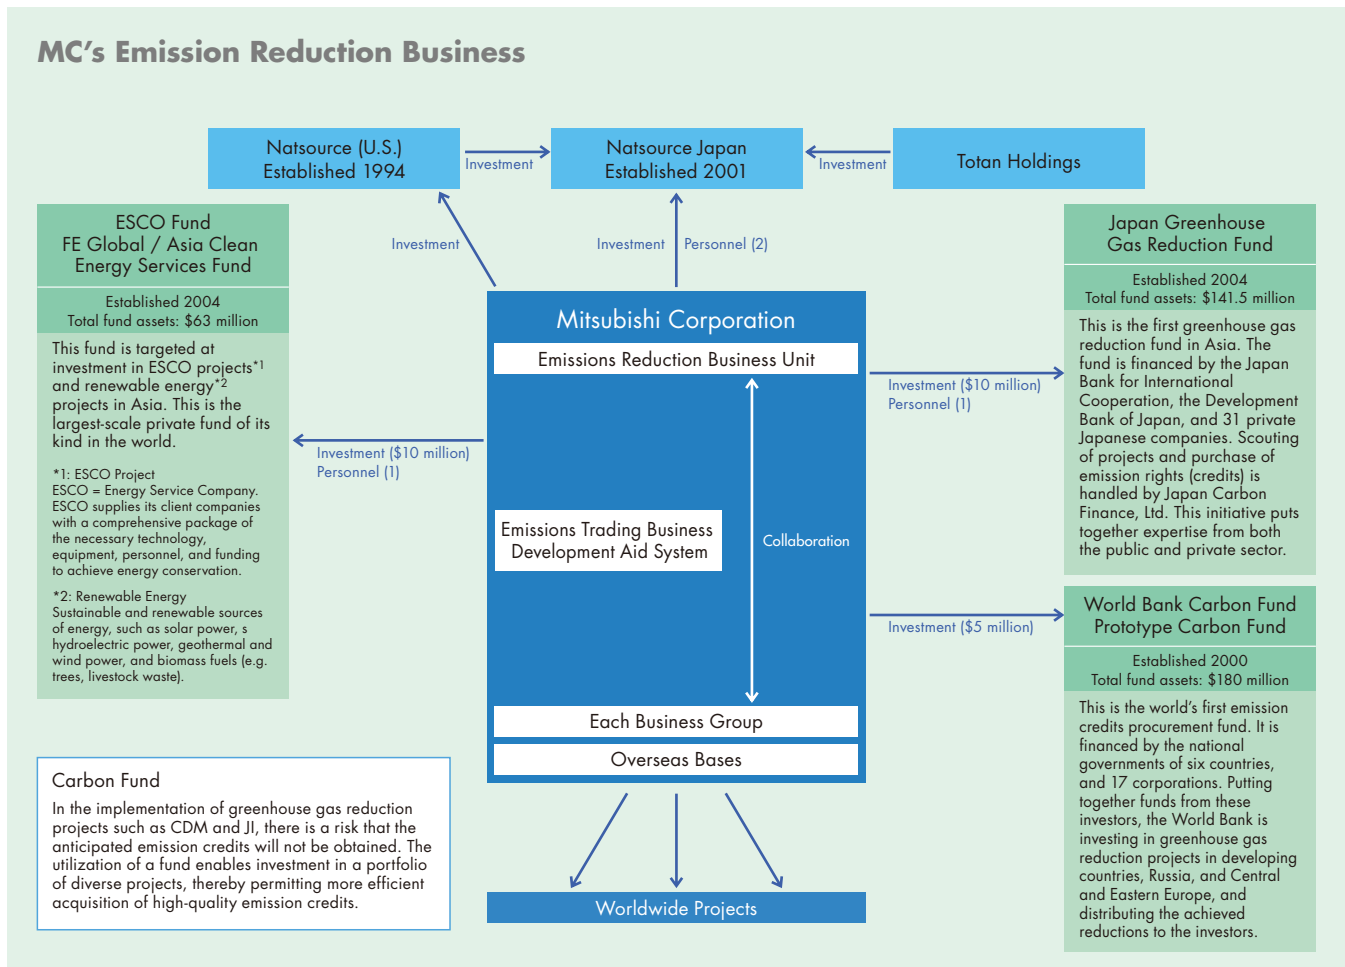 MC's Emission Reduction Business
Natsource (U.S.)
Established 1994
Investment
Natsource Japan
Established 2001
Investment
Totan Holdings
Investment
Investment
Personnel (2)
ESCO Fund
FE Global / Asia Clean
Energy Services Fund
Established 2004
Total fund assets: $63 million
This fund is targeted at
investment in ESCO projects*1
and renewable energy*2
projects in Asia. This is the
largest-scale private fund of its
kind in the world.
*1: ESCO Project
ESCO = Energy Service Company.
ESCO supplies its client companies
with a comprehensive package of
the necessary technology,
equipment, personnel, and funding
to achieve energy conservation.
*2: Renewable Energy
Sustainable and renewable sources
of energy, such as solar power, s
hydroelectric power, geothermal and
wind power, and biomass fuels (e.g.
trees, livestock waste).
Investment ($10 million)
Personnel (1)
Mitsubishi Corporation
Emissions Reduction Business Unit
Emissions Trading Business
Development Aid System
Collaboration
Each Business Group
Overseas Bases
Worldwide Projects
Investment ($10 million)
Personnel (1)
Investment ($5 million)
Japan Greenhouse
Gas Reduction Fund
Established 2004
Total fund assets: $141.5 million
This is the first greenhouse gas
reduction fund in Asia. The
fund is financed by the Japan
Bank for International
Cooperation, the Development
Bank of Japan, and 31 private
Japanese companies. Scouting
of projects and purchase of
emission rights (credits) is
handled by Japan Carbon
Finance, Ltd. This initiative puts
together expertise from both
the public and private sector.
World Bank Carbon Fund
Prototype Carbon Fund
Established 2000
Total fund assets: $180 million
This is the world's first emission
credits procurement fund. It is
financed by the national
governments of six countries,
and 17 corporations. Putting
together funds from these
investors, the World Bank is
investing in greenhouse gas
reduction projects in developing
countries, Russia, and Central
and Eastern Europe, and
distributing the achieved
reductions to the investors.
Carbon Fund
In the implementation of greenhouse gas reduction
projects such as CDM and JI, there is a risk that the
anticipated emission credits will not be obtained. The
utilization of a fund enables investment in a portfolio
of diverse projects, thereby permitting more efficient
acquisition of high-quality emission credits.